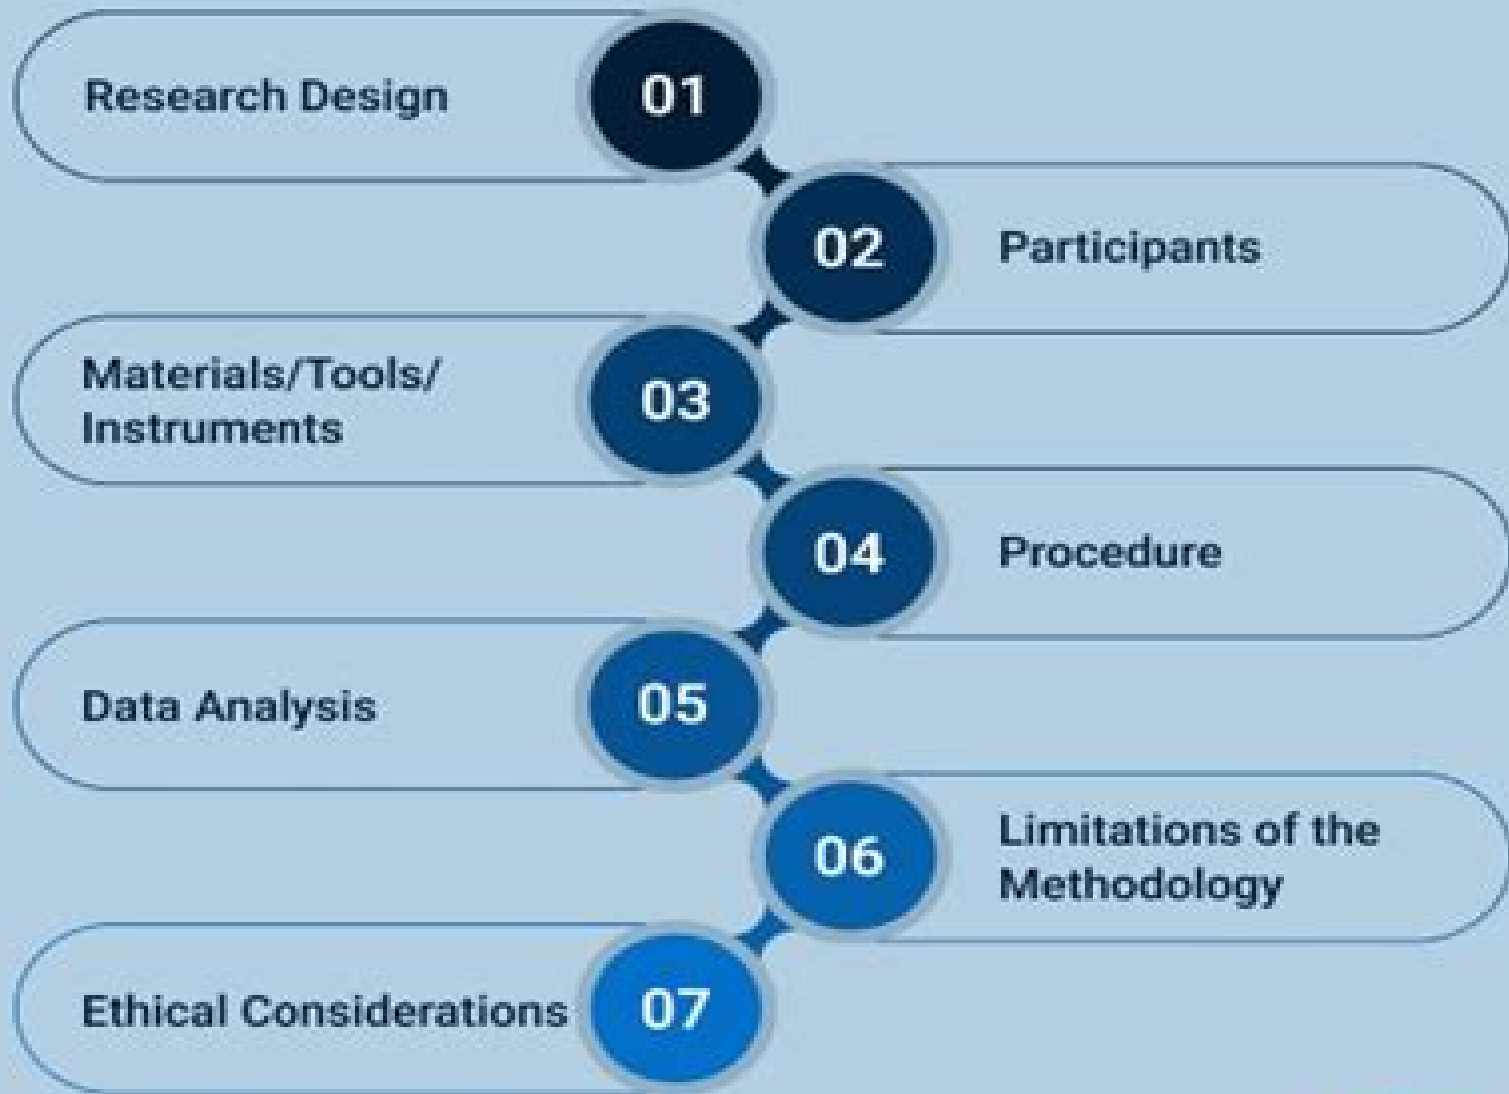 Research Design
01
02
Participants
Materials/Tools/
Instruments
03
04
Procedure
Data Analysis
05
06
Limitations of the
Methodology
Ethical Considerations
07